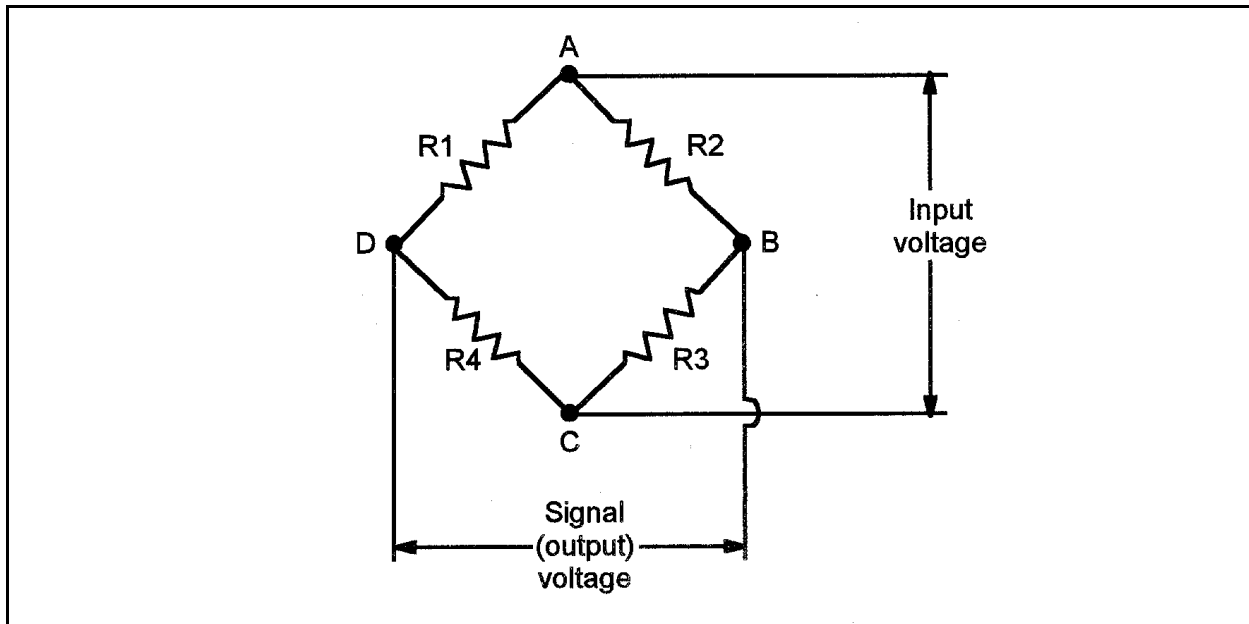 A
R1
R2
D
B
Input
voltage
R4
R3
C
Signal
(output)
voltage